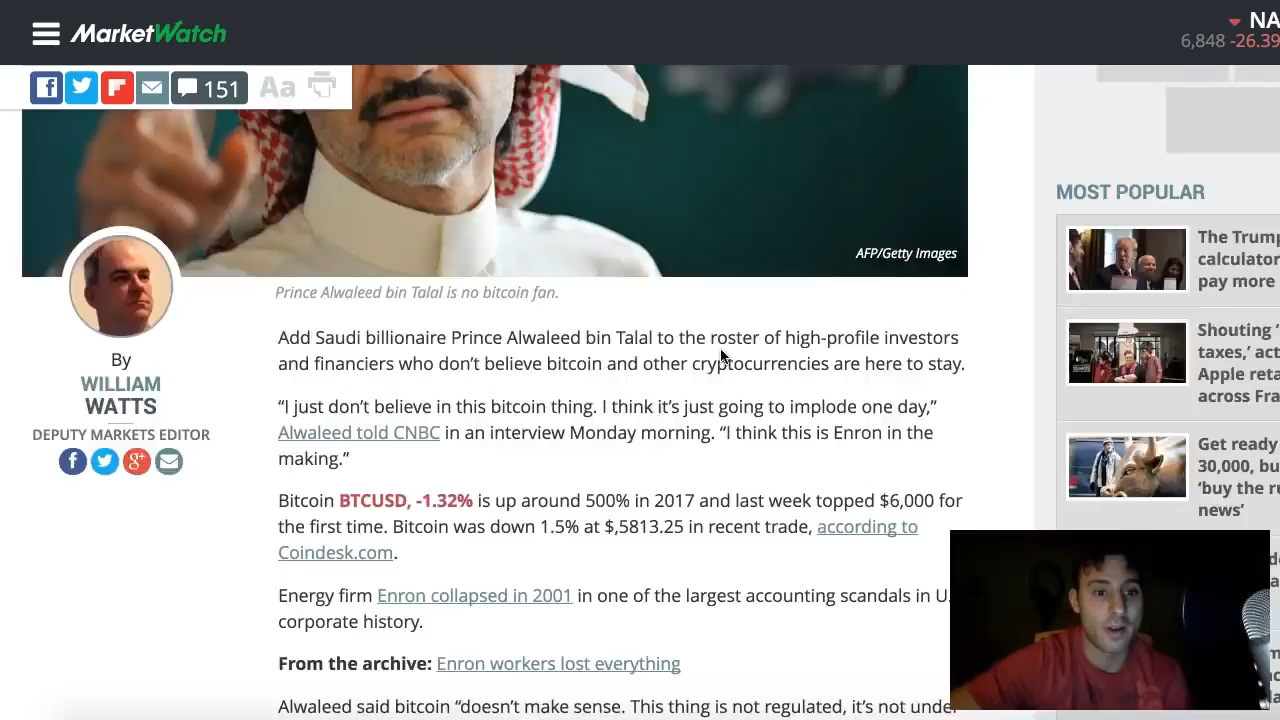 MarketWatch
NA
6,848 -26.39
151
Aa
AFP/Getty Images
Prince Alwaleed bin Talal is no bitcoin fan.
By
WILLIAM
WATTS
DEPUTY MARKETS EDITOR
Add Saudi billionaire Prince Alwaleed bin Talal to the roster of high-profile investors
and financiers who don’t believe bitcoin and other cryptocurrencies are here to stay.
“I just don’t believe in this bitcoin thing. I think it’s just going to implode one day,”
Alwaleed told CNBC in an interview Monday morning. “I think this is Enron in the
making.”
Bitcoin BTCUSD, -1.32% is up around 500% in 2017 and last week topped $6,000 for
the first time. Bitcoin was down 1.5% at $,5813.25 in recent trade, according to
Coindesk.com.
Energy firm Enron collapsed in 2001 in one of the largest accounting scandals in U.
corporate history.
From the archive: Enron workers lost everything
Alwaleed said bitcoin “doesn’t make sense. This thing is not regulated, it’s not under
MOST POPULAR
The Trump
calculator
pay more
Shouting ‘
taxes,’ act
Apple reta
across Fra
Get ready
30,000, bu
‘buy the ru
news’